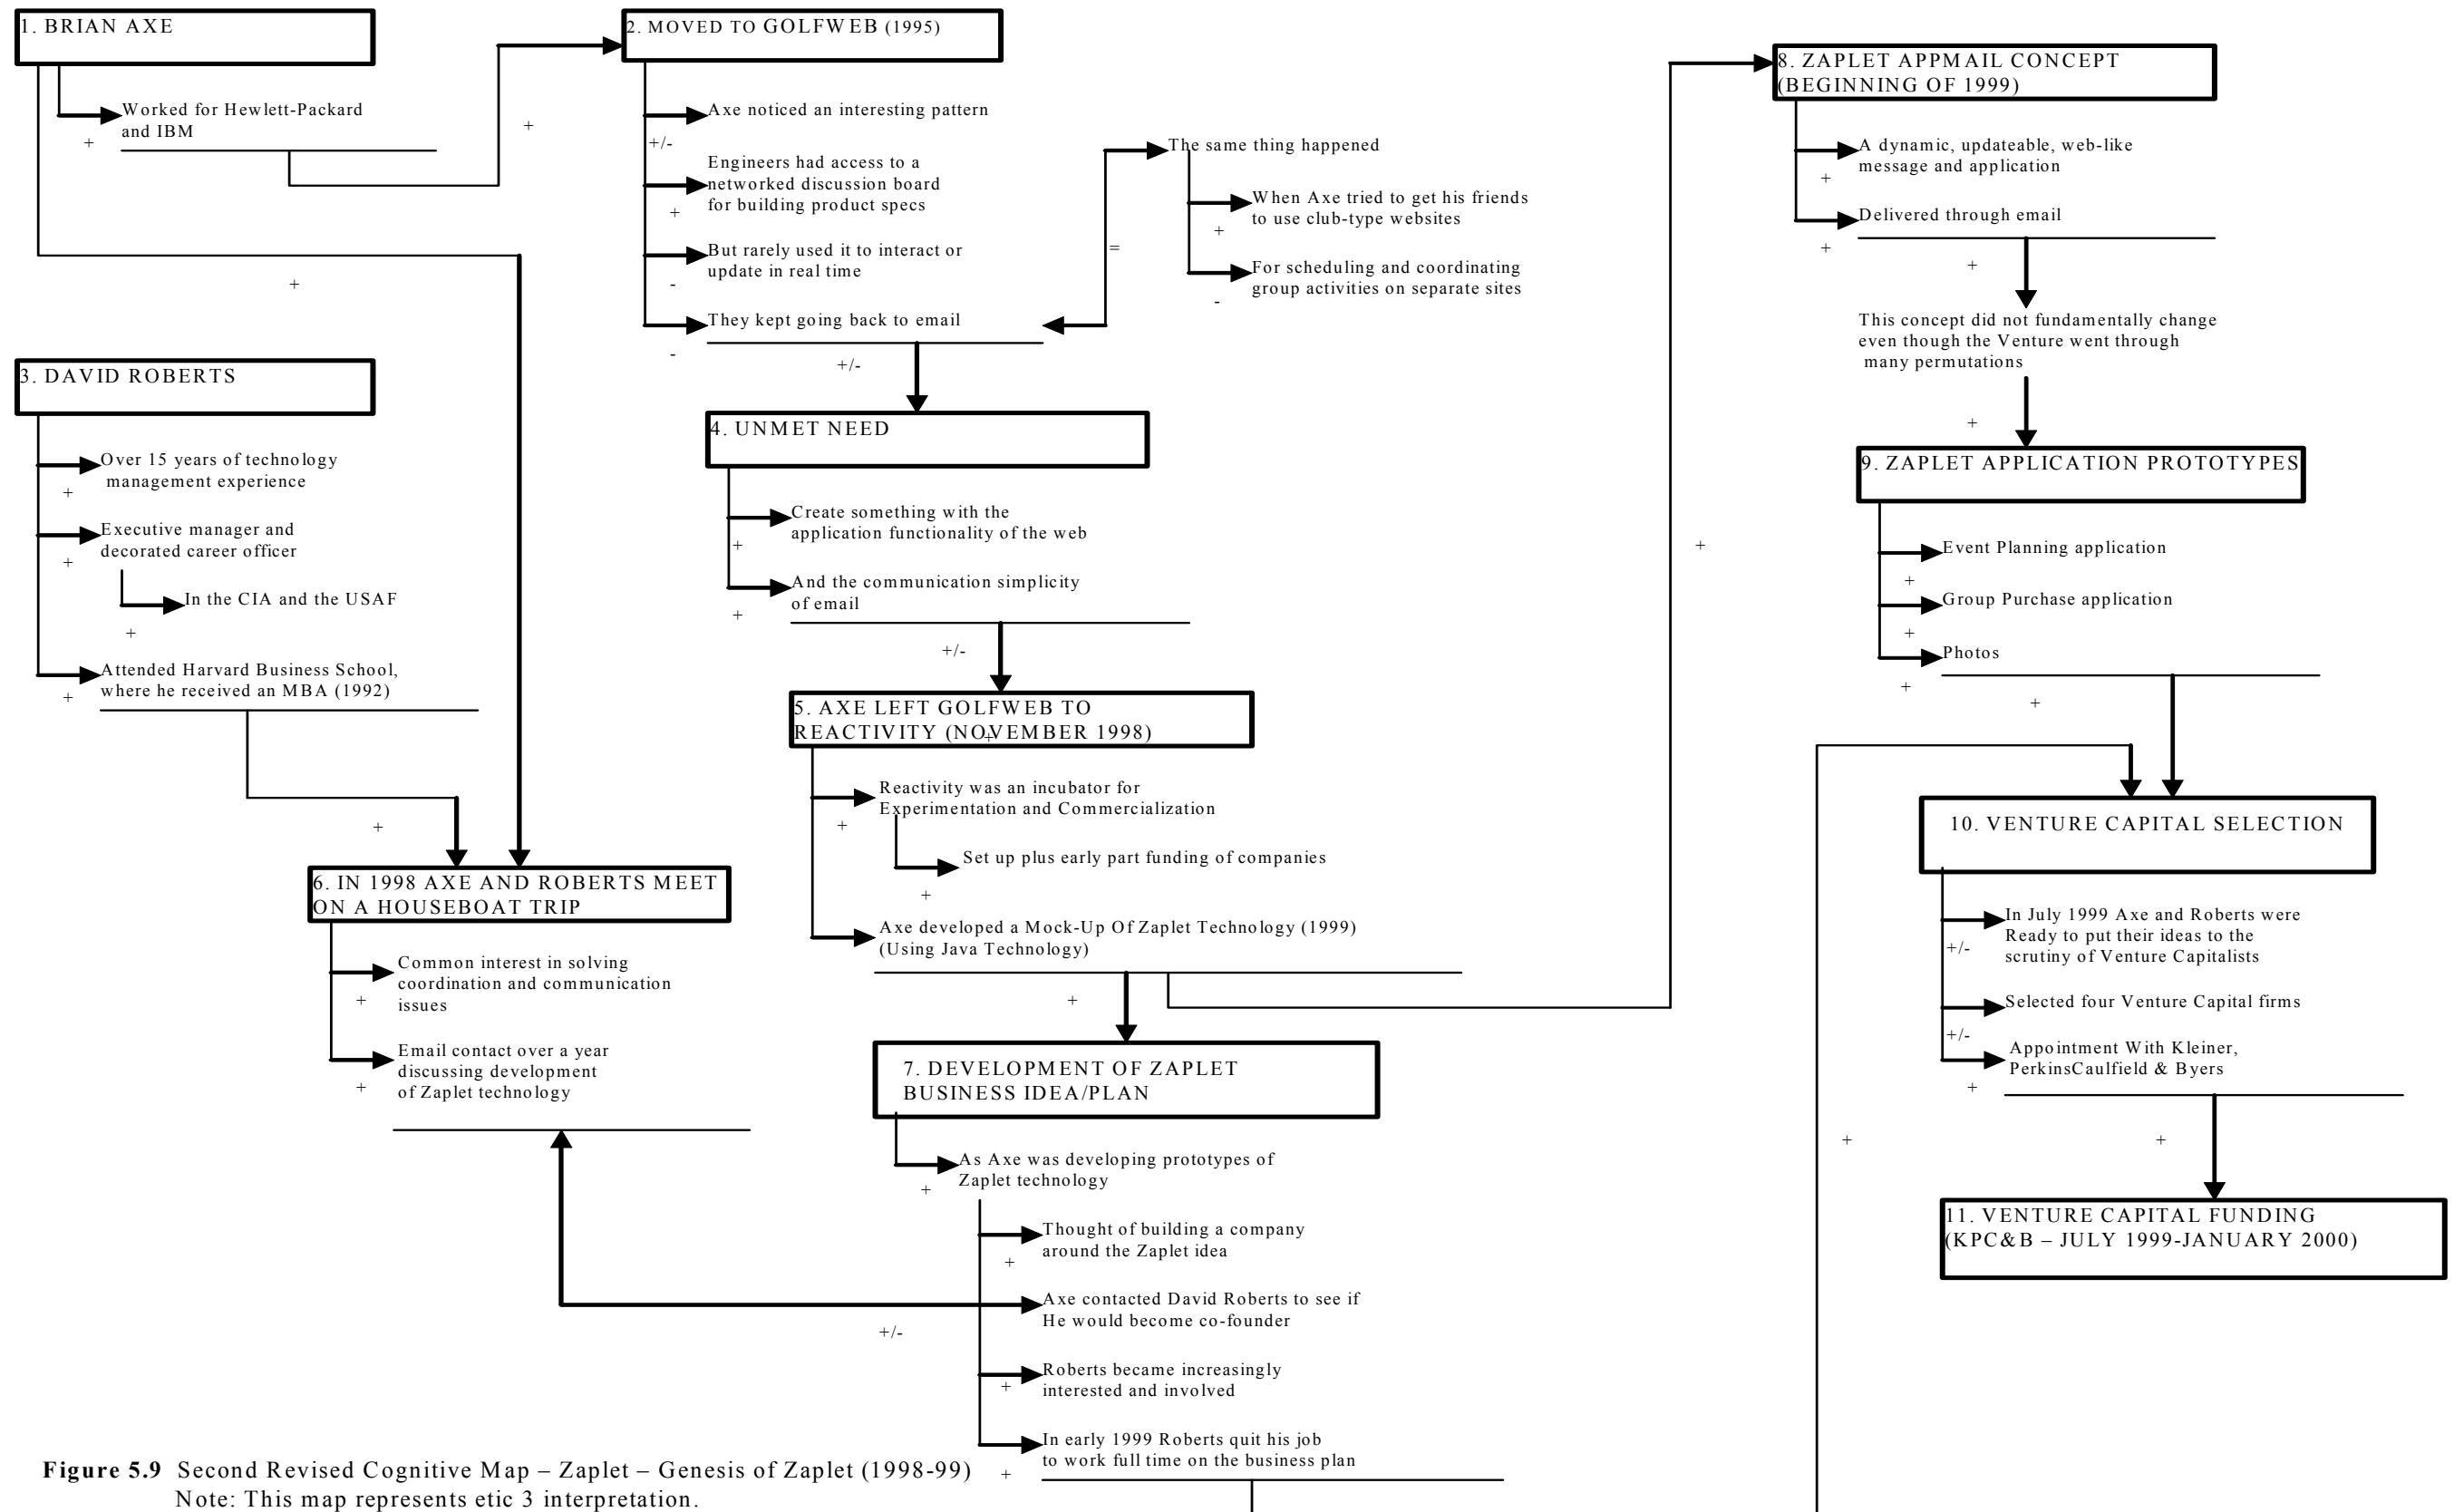 1. BRIAN AXE
+
Worked for Hewlett-Packard
and IBM
+
+
2. MOVED TO GOLFWEB (1995)
Axe noticed an interesting pattern
+/-
Engineers had access to a
networked discussion board
for building product specs
+
But rarely used it to interact or
update in real time
-
They kept going back to email
-
=
The same thing happened
When Axe tried to get his friends
to use club-type websites
+
For scheduling and coordinating
group activities on separate sites
-
+/-
3. DAVID ROBERTS
Over 15 years of technology
management experience
+
Executive manager and
decorated career officer
+
In the CIA and the USAF
+
Attended Harvard Business School,
where he received an MBA (1992)
+
+
4. UNMET NEED
Create something with the
application functionality of the web
+
And the communication simplicity
of email
+
+/-
5. AXE LEFT GOLFWEB TO
REACTIVITY (NOVEMBER 1998)
+
Reactivity was an incubator for
Experimentation and Commercialization
+
Set up plus early part funding of companies
+
Axe developed a Mock-Up Of Zaplet Technology (1999)
(Using Java Technology)
+
+
6. IN 1998 AXE AND ROBERTS MEET
ON A HOUSEBOAT TRIP
Common interest in solving
coordination and communication
issues
+
Email contact over a year
discussing development
of Zaplet technology
+
7. DEVELOPMENT OF ZAPLET
BUSINESS IDEA/PLAN
As Axe was developing prototypes of
Zaplet technology
+
Thought of building a company
around the Zaplet idea
+
Axe contacted David Roberts to see if
He would become co-founder
+/-
Roberts became increasingly
interested and involved
+
In early 1999 Roberts quit his job
to work full time on the business plan
+
8. ZAPLET APPMAIL CONCEPT
(BEGINNING OF 1999)
A dynamic, updateable, web-like
message and application
+
Delivered through email
+
+
This concept did not fundamentally change
even though the Venture went through
many permutations
+
9. ZAPLET APPLICATION PROTOTYPES
Event Planning application
+
Group Purchase application
+
Photos
+
+
10. VENTURE CAPITAL SELECTION
In July 1999 Axe and Roberts were
Ready to put their ideas to the
scrutiny of Venture Capitalists
+/-
Selected four Venture Capital firms
+/-
Appointment With Kleiner,
PerkinsCaulfield & Byers
+
+
+
11. VENTURE CAPITAL FUNDING
(KPC&B – JULY 1999-JANUARY 2000)
Figure 5.9 Second Revised Cognitive Map – Zaplet – Genesis of Zaplet (1998-99)
Note: This map represents etic 3 interpretation.